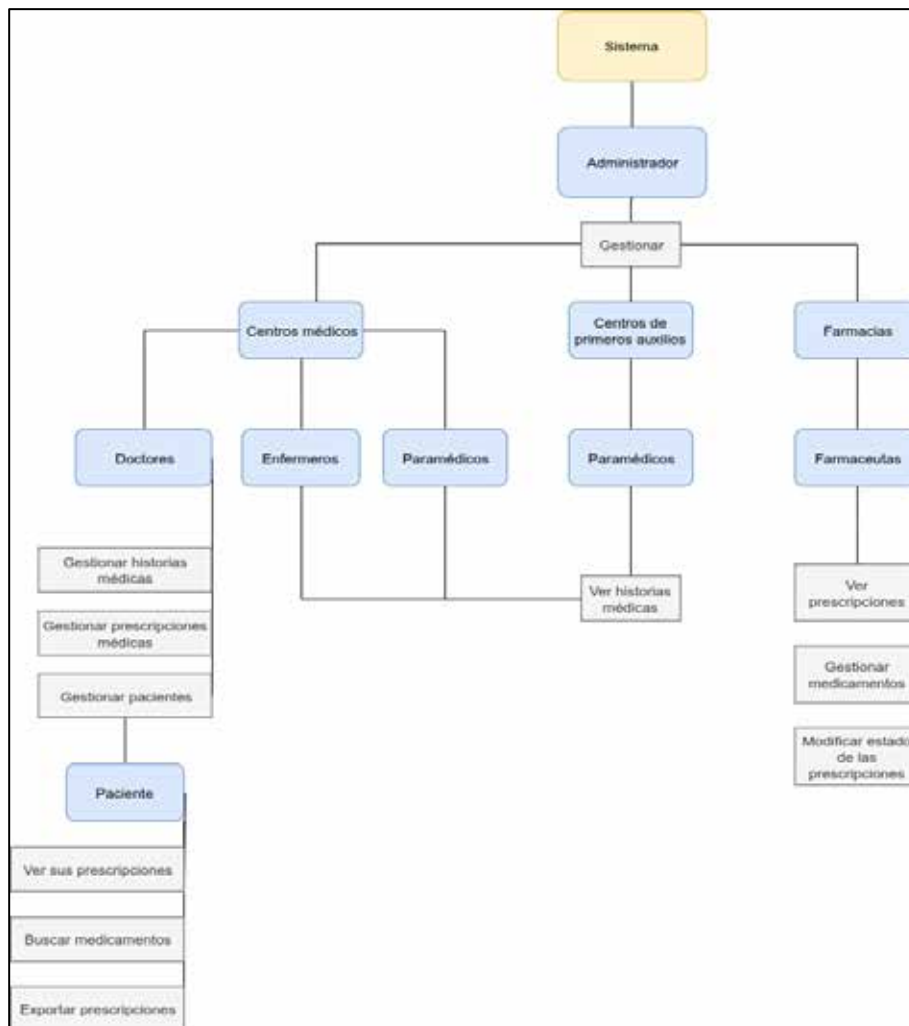 Sistema
Administrador
Gestionar
Centros médicos
Centros de
primeros auxilios
Farmacias
Doctores
Enfermeros
Paramédicos
Paramédicos
Farmaceutas
Gestionar historias
médicas
Gestionar prescripciones
médicas
Gestionar pacientes
Ver historias
médicas
Ver
prescripciones
Gestionar
medicamentos
Modificar estado
de las
prescripciones
Paciente
Ver sus prescripciones
Buscar medicamentos
Exportar prescripciones